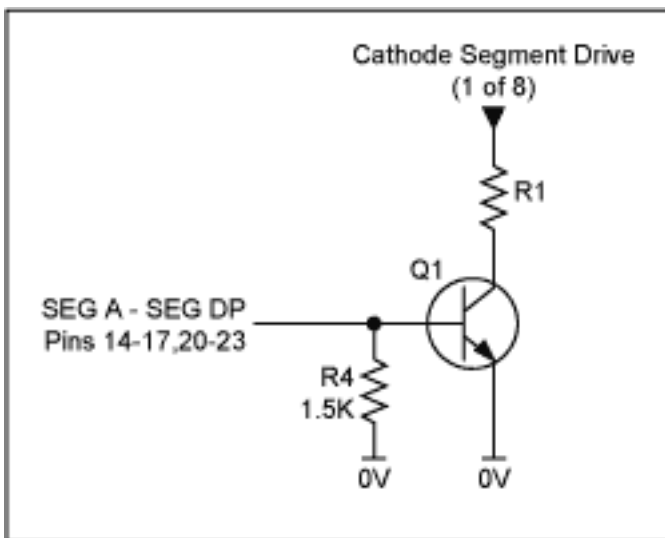 Cathode Segment Drive
(1 of 8)
R1
Q1
SEG A - SEG DP
Pins 14-17,20-23
R4
1.5K
0V
0V